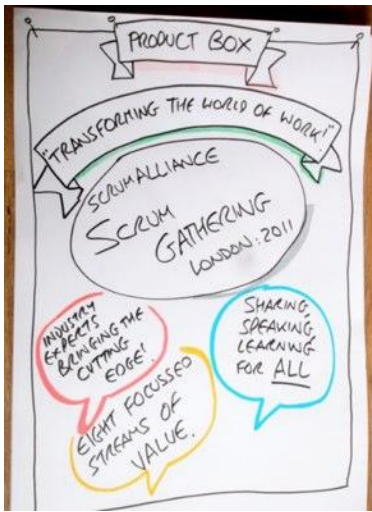 PRODUCT BOX
"TRANSFORMING THE WORLD OF WORK!"
SCRUMALLIANCE
SCRUM
GATHERING
LONDON: 2011
INDUSTRY
EXPERTS
BRINGING THE
CUTTING
EDGE!
SHARING,
SPEAKING,
LEARNING
FOR ALL
EIGHT FOCUSSED
STREAMS OF
VALUE.